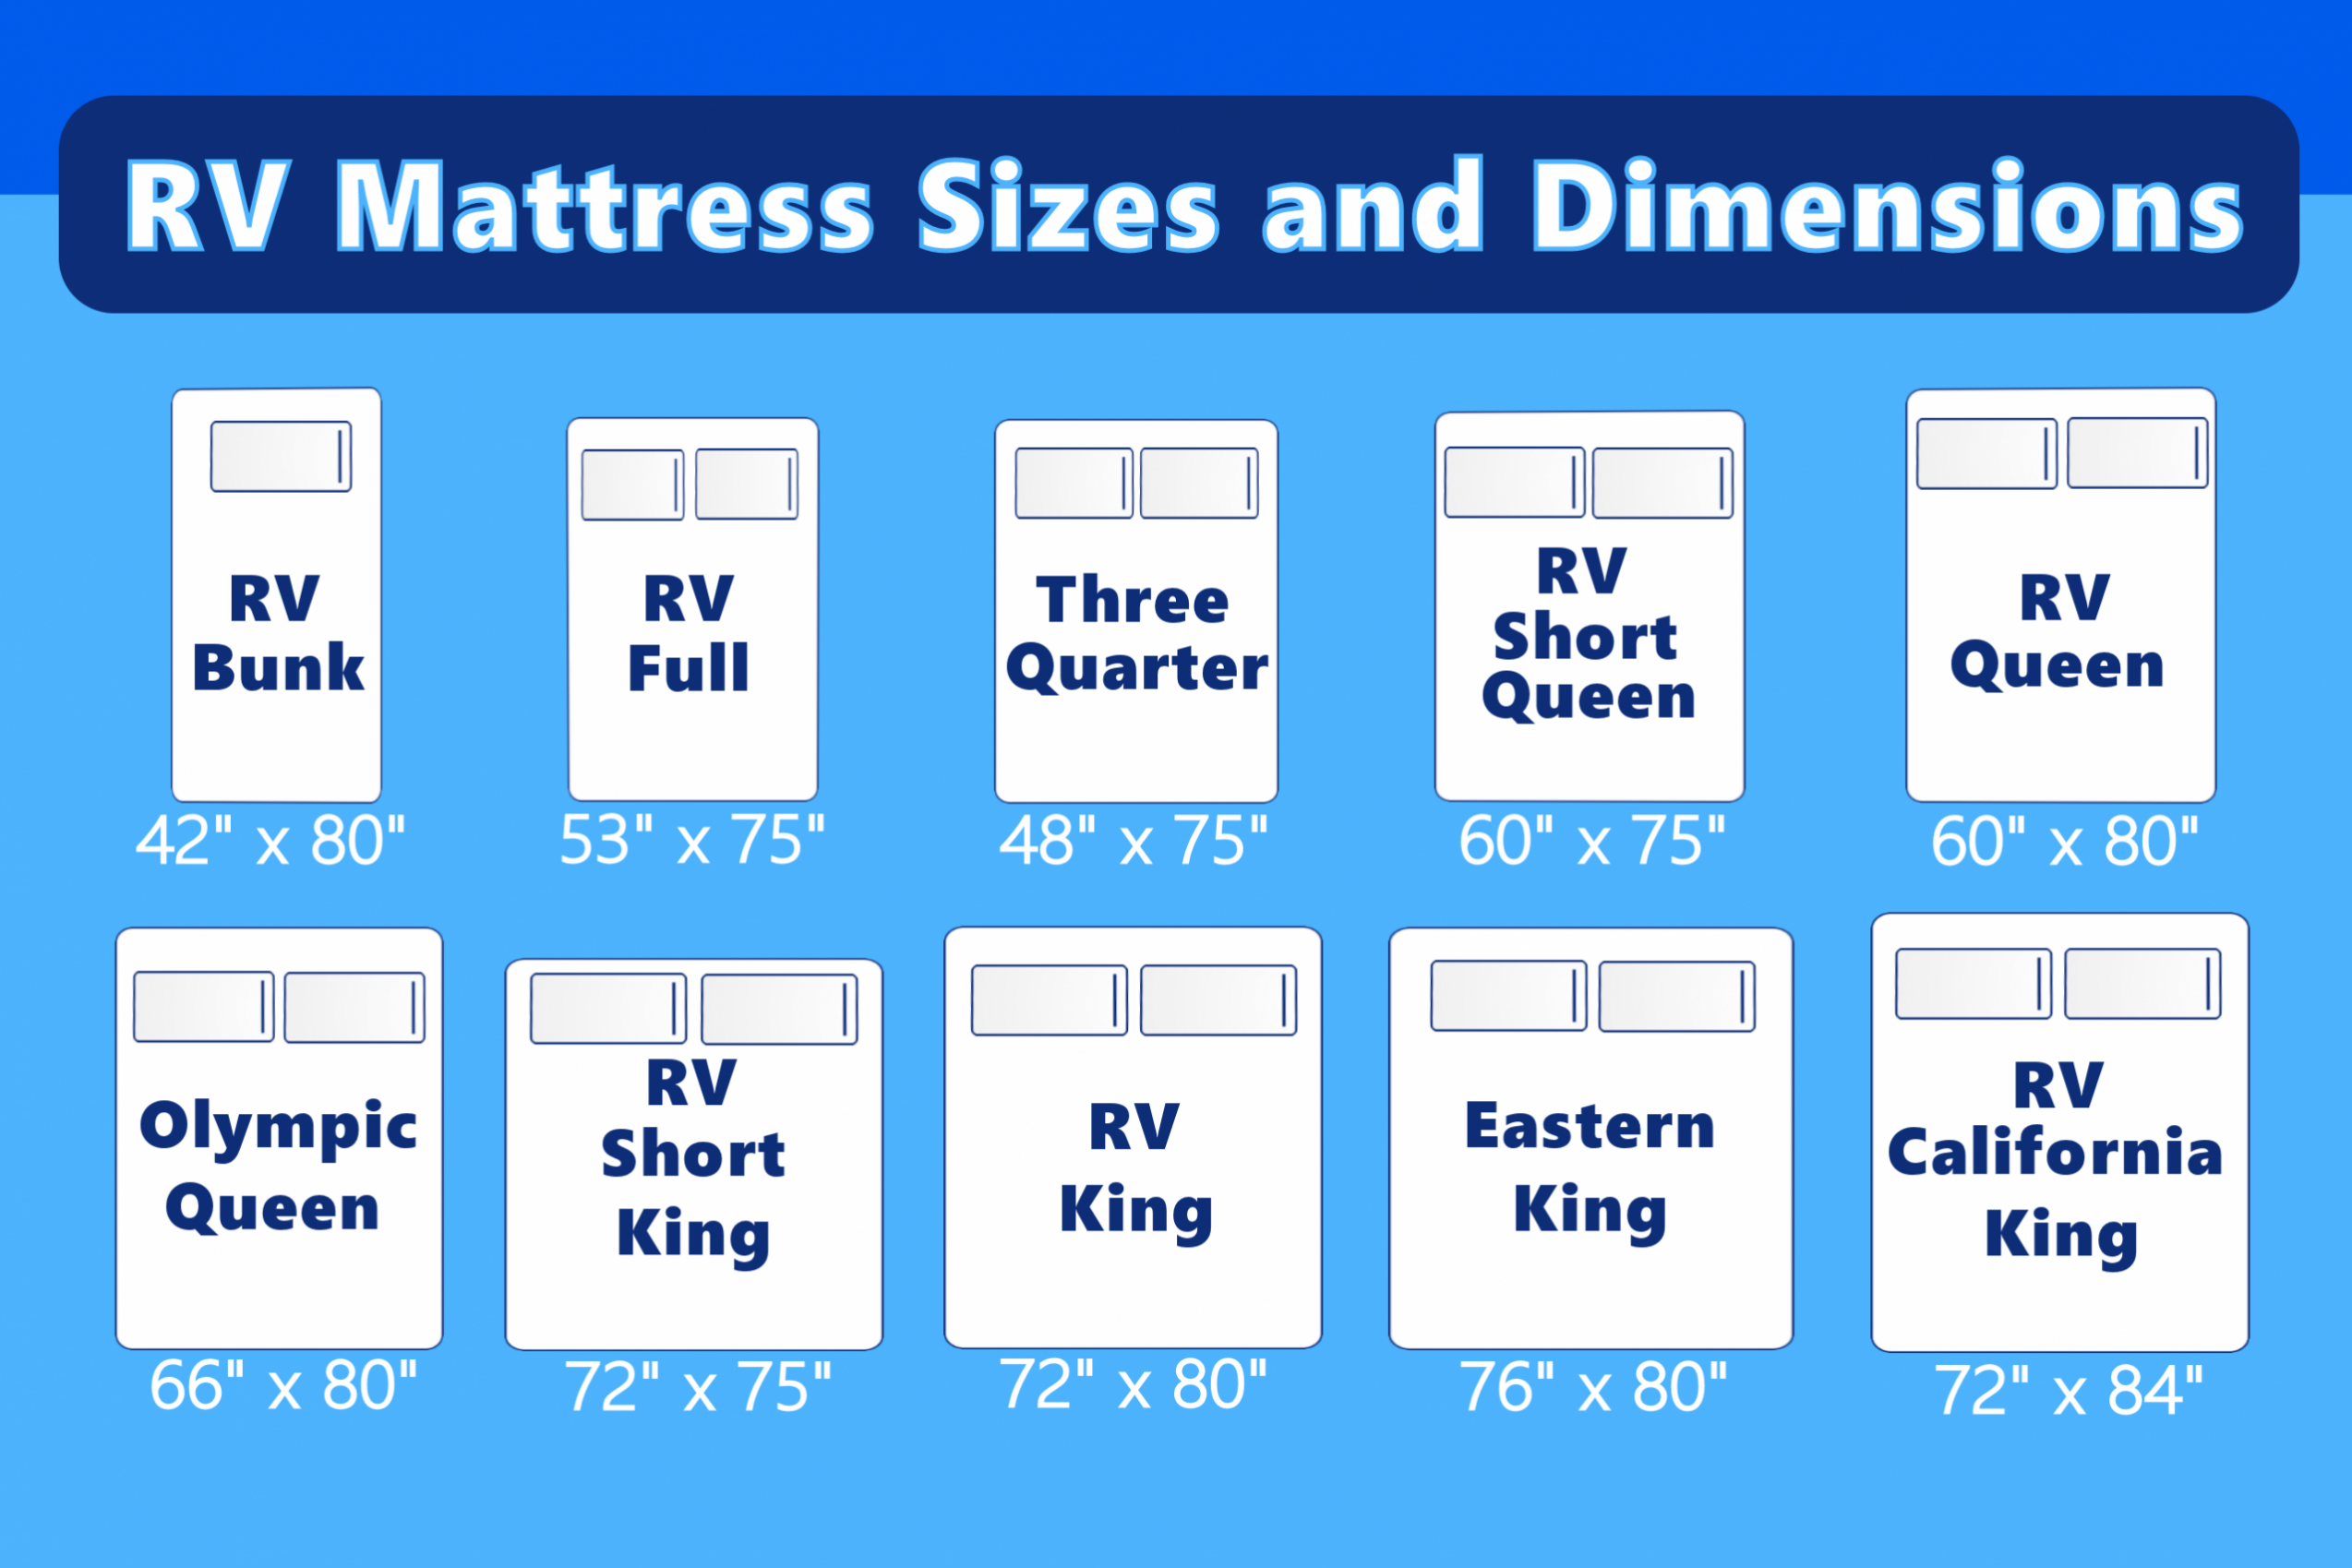 RV Mattress Sizes and Dimensions
RV
Bunk
42" x 80"
RV
Full
53" x 75"
Three
Quarter
48" x 75"
RV
Short
Queen
60" x 75"
RV
Queen
60" x 80"
Olympic
Queen
66" x 80"
RV
Short
King
72" x 75"
RV
King
72" x 80"
Eastern
King
76" x 80"
RV
California
King
72" x 84"